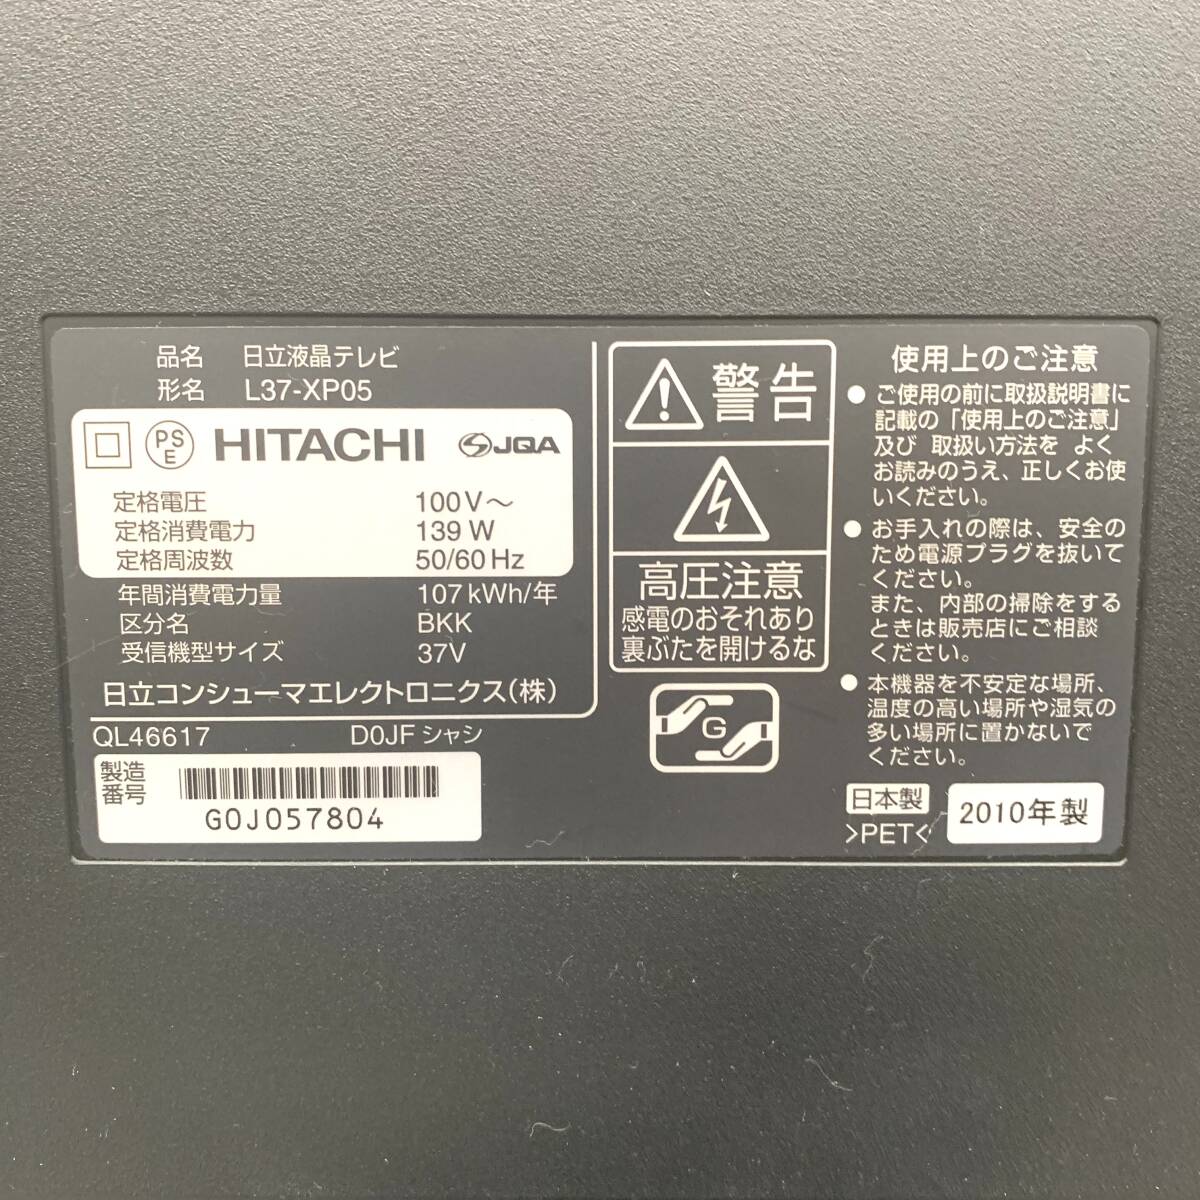 品名 日立液晶テレビ
形名 L37-XP05
PS
E
HITACHI
JQA
定格電圧 100V～
定格消費電力 139W
定格周波数 50/60Hz
年間消費電力量 107kWh/年
区分名 BKK
受信機型サイズ 37V
日立コンシューマエレクトロニクス(株)
QL46617 D0JFシャシ
製造
番号
G0J057804
警告
高圧注意
感電のおそれあり
裏ぶたを開けるな
G
使用上のご注意
● ご使用の前に取扱説明書に
記載の「使用上のご注意」
及び 取扱い方法を よく
お読みのうえ、正しくお使
いください。
● お手入れの際は、安全の
ため電源プラグを抜いて
ください。
また、内部の掃除をする
ときは販売店にご相談
ください。
● 本機器を不安定な場所、
温度の高い場所や湿気の
多い場所に置かないで
ください。
日本製
>PET<
2010年製